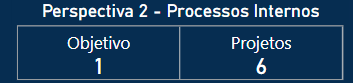 Perspectiva 2 - Processos Internos
Objetivo Projetos
1 6